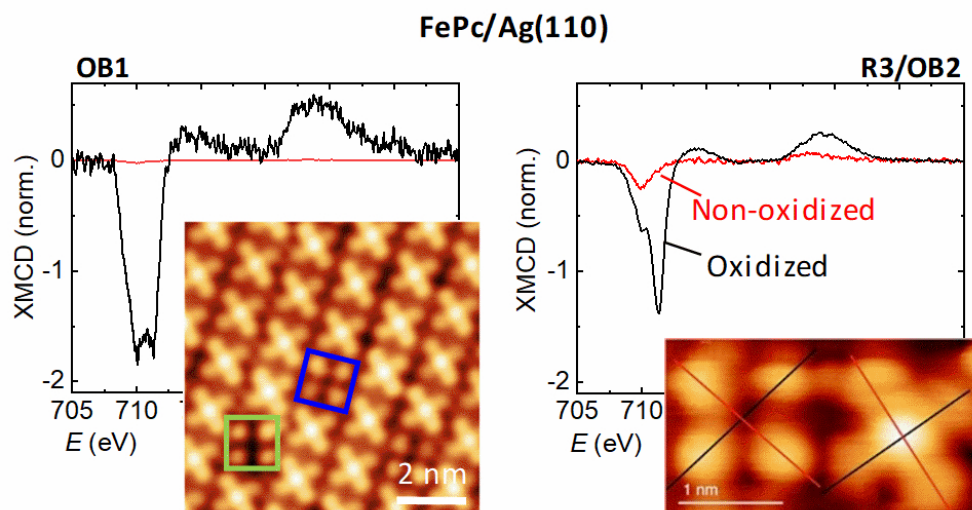 FePc/Ag(110)
OB1
XMCD (norm.)
0
-1
-2
705
710
E (eV)
2 nm
R3/OB2
XMCD (norm.)
0
-1
-2
705
710
E (eV)
Non-oxidized
Oxidized
1 nm